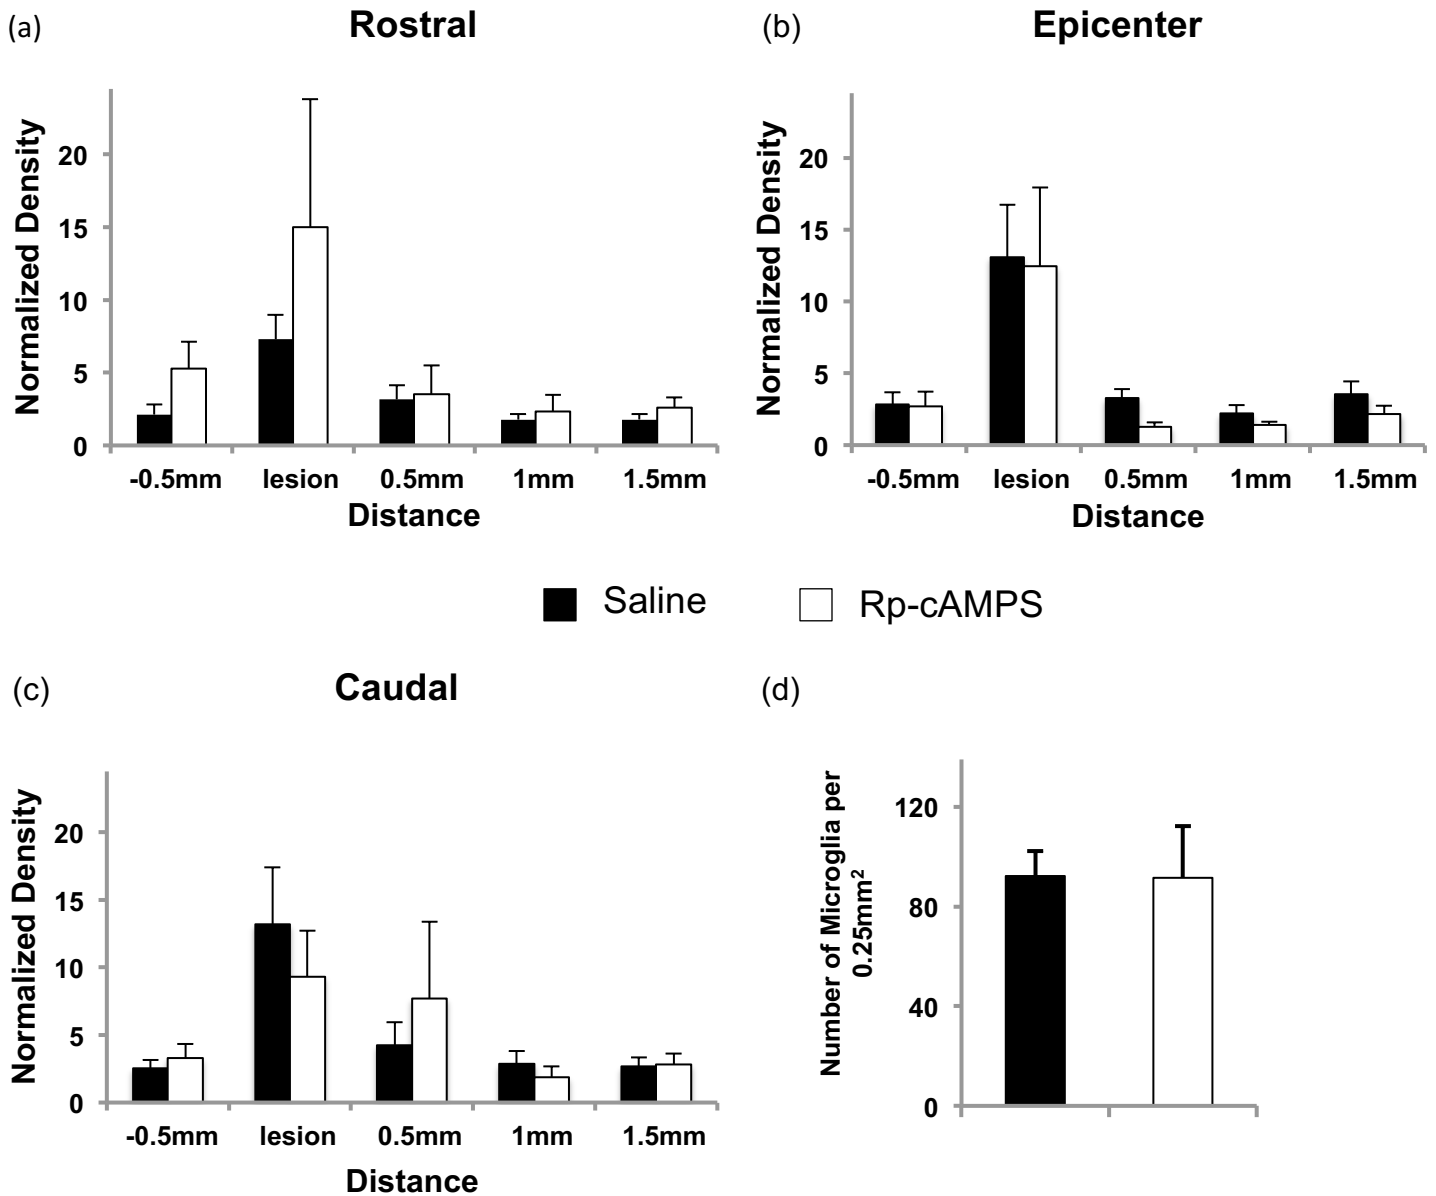 (a)
Rostral
Normalized Density
20
15
10
5
0
-0.5mm lesion 0.5mm 1mm 1.5mm
Distance
(b)
Epicenter
Normalized Density
20
15
10
5
0
-0.5mm lesion 0.5mm 1mm 1.5mm
Distance
Saline
Rp-cAMPS
(c)
Caudal
Normalized Density
20
15
10
5
0
-0.5mm lesion 0.5mm 1mm 1.5mm
Distance
(d)
Number of Microglia per
0.25mm²
120
80
40
0